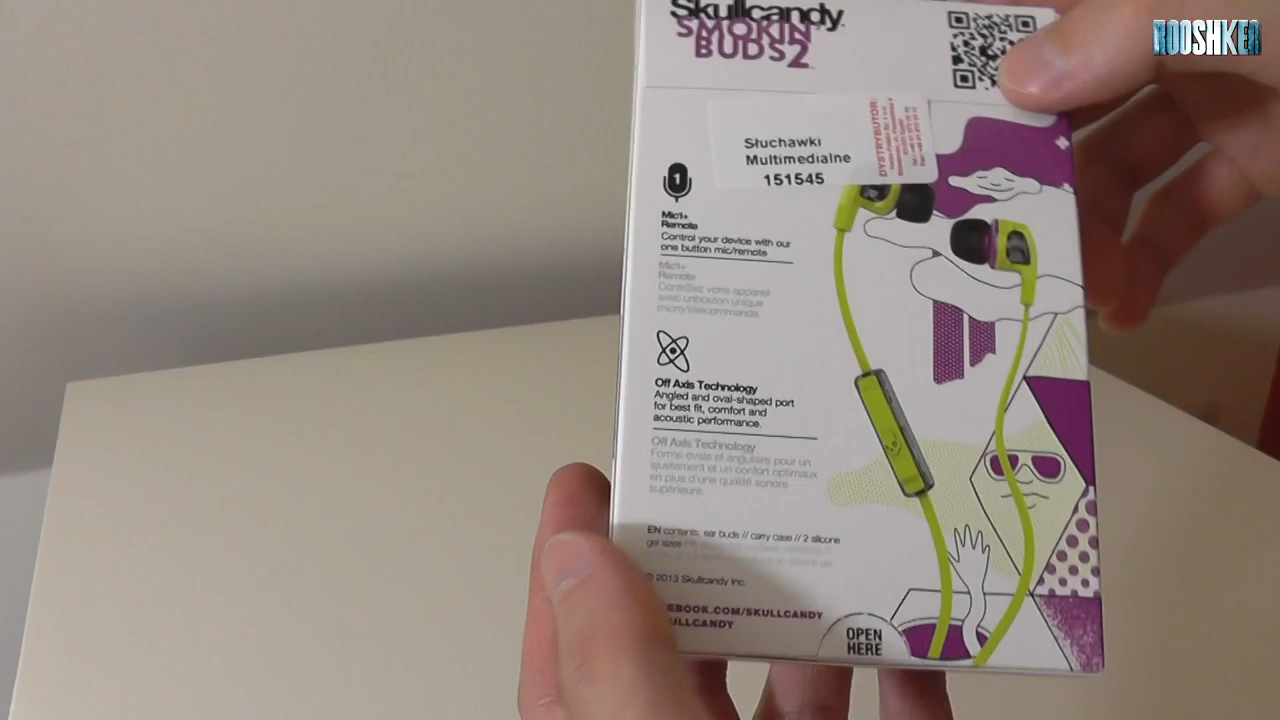 Skullcandy
SMOKIN'
BUDS2
ROOSHKER
DYSTRYBUTOR:
Słuchawki
Multimedialne
151545
1
Mic1+
Remote
Control your device with our
one button mic/remote
Mic1+
Remote
Contrôlez votre appareil
avec unbouton unique
micro/télécommande.
Off Axis Technology
Angled and oval-shaped port
for best fit, comfort and
acoustic performance.
Off Axis Technology
Forme ovale et angulaire pour un
ajustement et un confort optimaux
en plus d'une qualité sonore
supérieure.
EN contents: ear buds // carry case // 2 silicone
gel sizes
© 2013 Skullcandy Inc.
EBOOK.COM/SKULLCANDY
ULLCANDY
OPEN
HERE